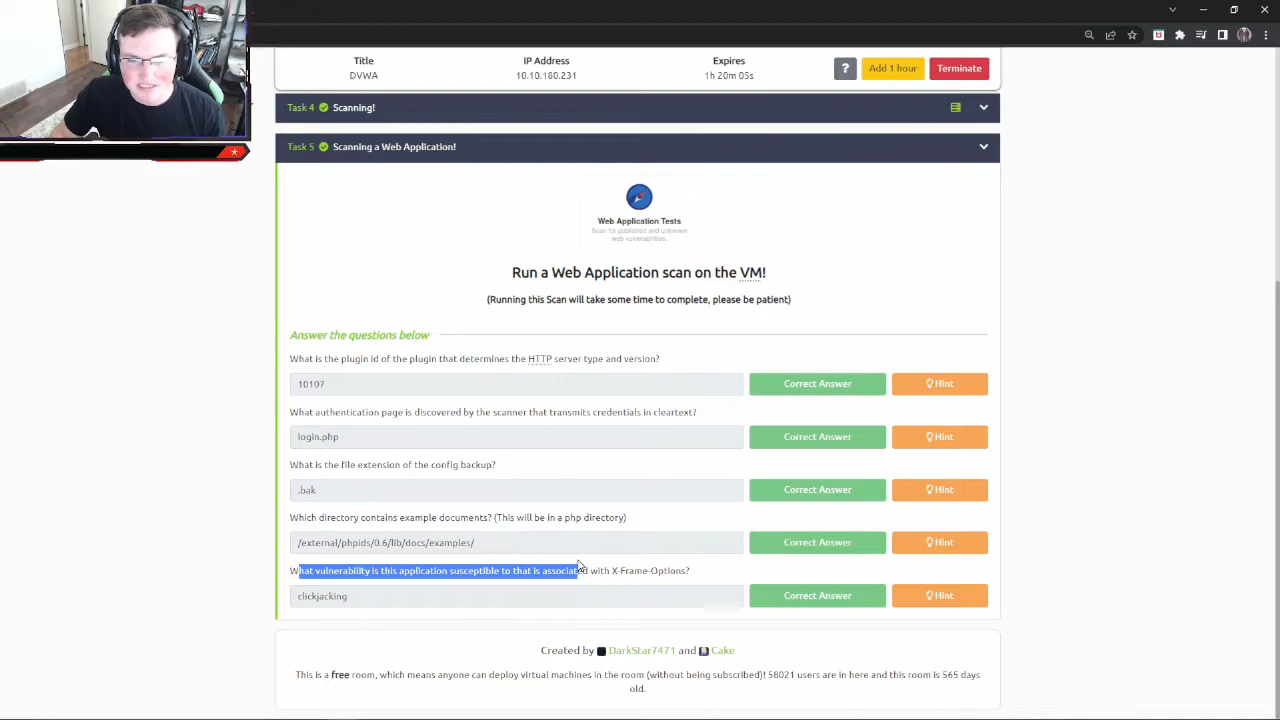 Title
IP Address
Expires
DVWA
10.10.180.231
1h 20m 05s
?
Add 1 hour
Terminate
Task 4
Scanning!
Task 5
Scanning a Web Application!
Web Application Tests
Scan for published and unknown
web vulnerabilities.
Run a Web Application scan on the VM!
(Running this Scan will take some time to complete, please be patient)
Answer the questions below
What is the plugin id of the plugin that determines the HTTP server type and version?
10107
Correct Answer
Hint
What authentication page is discovered by the scanner that transmits credentials in cleartext?
login.php
Correct Answer
Hint
What is the file extension of the config backup?
.bak
Correct Answer
Hint
Which directory contains example documents? (This will be in a php directory)
/external/phpids/0.6/lib/docs/examples/
Correct Answer
Hint
What vulnerability is this application susceptible to that is associated with X-Frame-Options?
clickjacking
Correct Answer
Hint
Created by DarkStar7471 and Cake
This is a free room, which means anyone can deploy virtual machines in the room (without being subscribed)! 58021 users are in here and this room is 565 days
old.